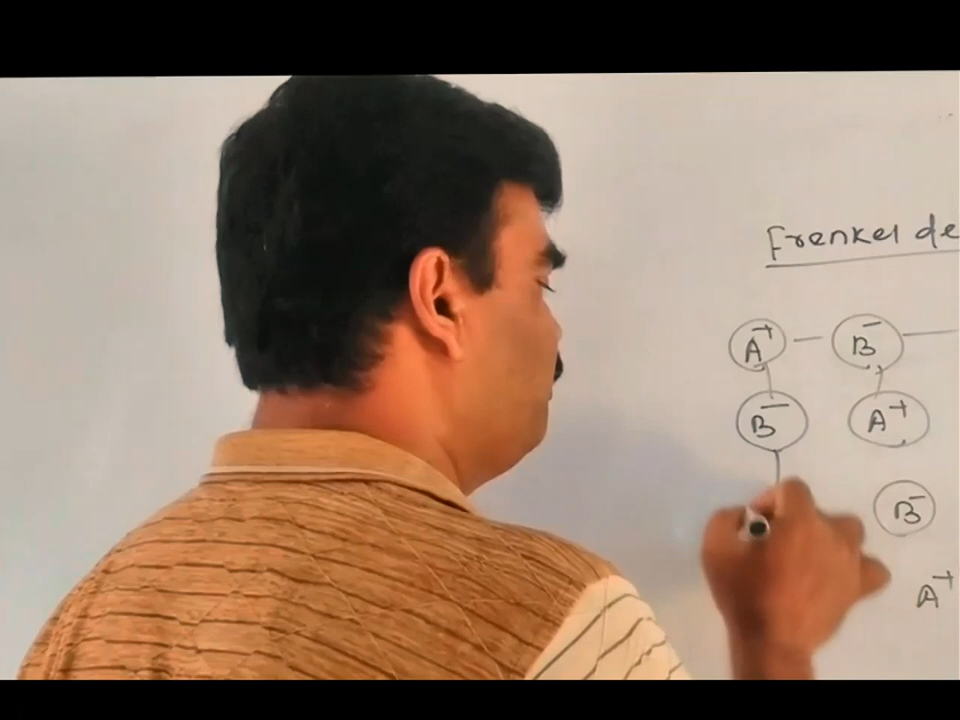 Frenkel de
A+ B-
B- A+
B-
A+